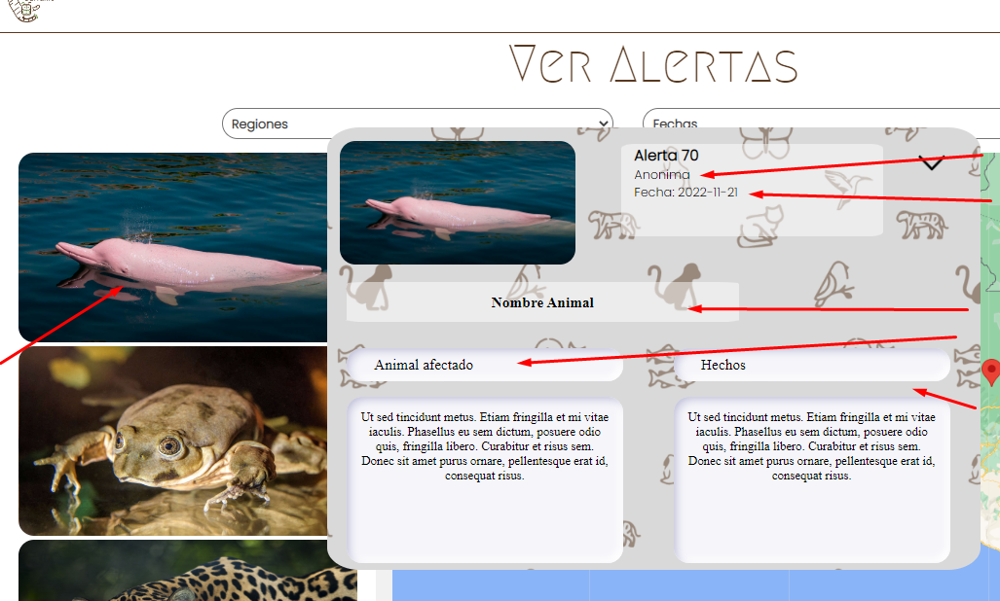 Ver Alertas
Regiones
Fechas
Alerta 70
Anonima
Fecha: 2022-11-21
Nombre Animal
Animal afectado
Hechos
Ut sed tincidunt metus. Etiam fringilla et mi vitae
iaculis. Phasellus eu sem dictum, posuere odio
quis, fringilla libero. Curabitur et risus sem.
Donec sit amet purus ornare, pellentesque erat id,
consequat risus.
Ut sed tincidunt metus. Etiam fringilla et mi vitae
iaculis. Phasellus eu sem dictum, posuere odio
quis, fringilla libero. Curabitur et risus sem.
Donec sit amet purus ornare, pellentesque erat id,
consequat risus.